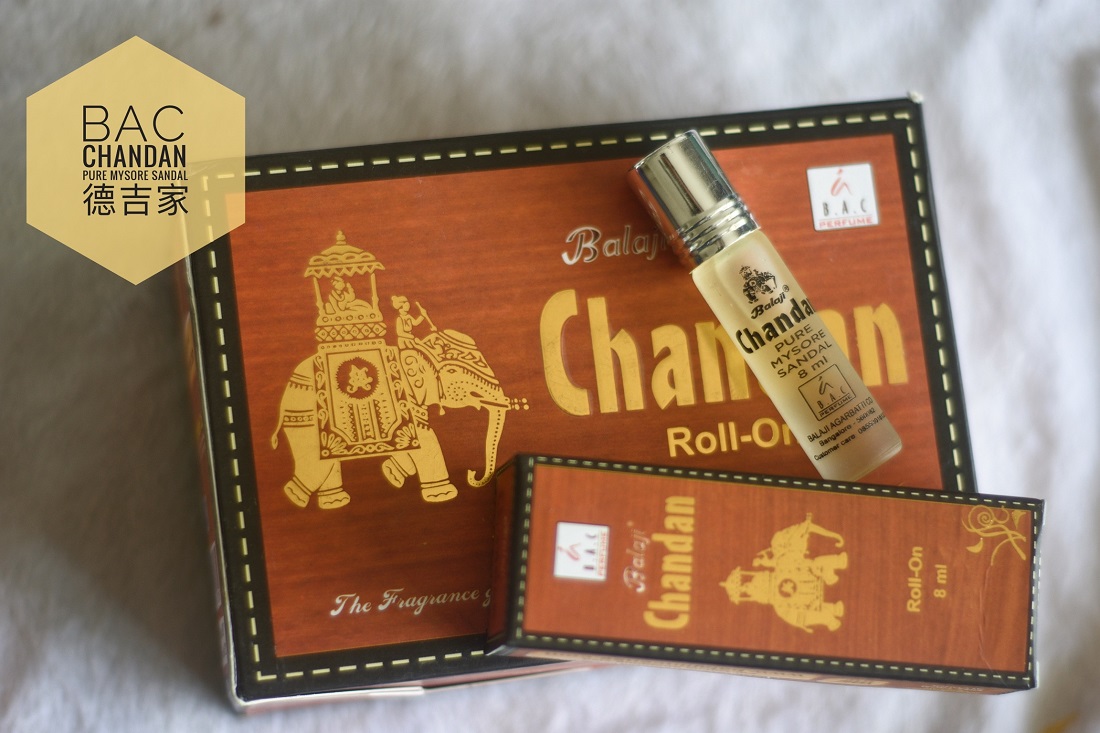 BAC
CHANDAN
PURE MYSORE SANDAL
德吉家
B.A.C
PERFUME
Balaji
Chandan
Roll-On
The Fragrance
Balaji®
Chandan
PURE
MYSORE
SANDAL
8 ml
B.A.C
PERFUME
BALAJI AGARBATTI CO
Bangalore -
Customer care
B.A.C
PERFUME
Balaji®
Chandan
Roll-On
8 ml